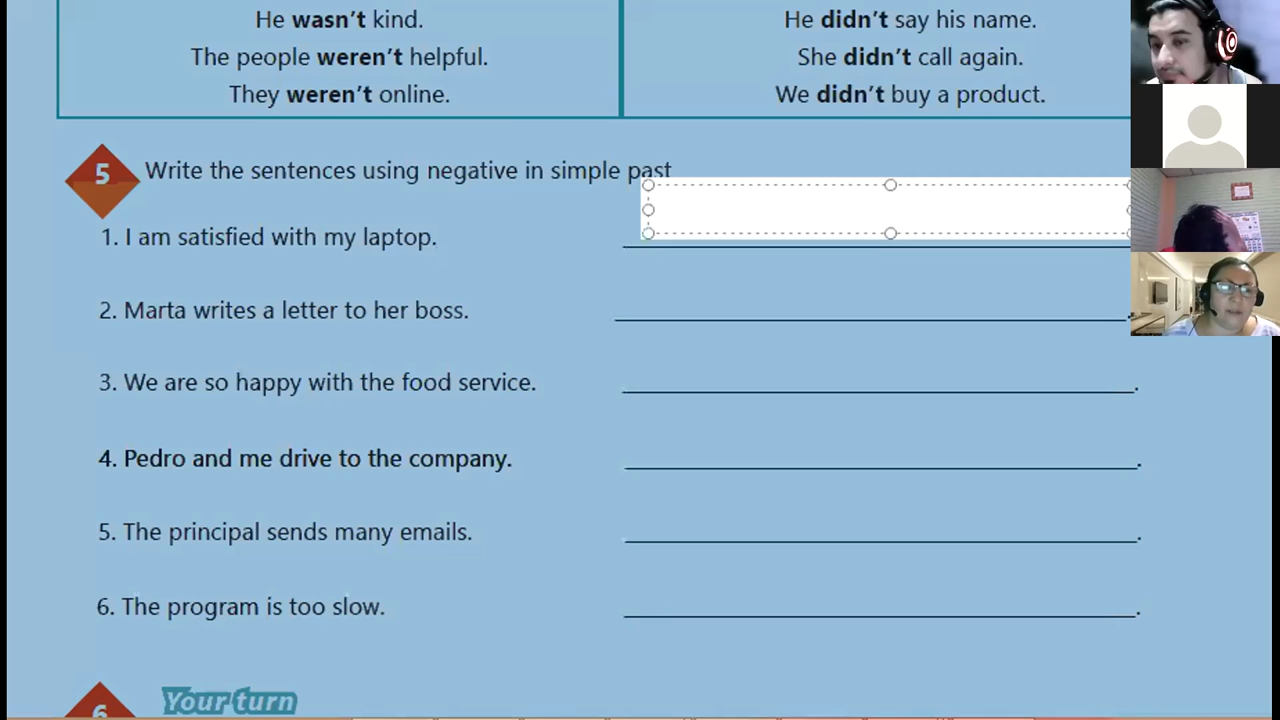 He wasn't kind.
The people weren't helpful.
They weren't online.
He didn't say his name.
She didn't call again.
We didn't buy a product.
5 Write the sentences using negative in simple past
1. I am satisfied with my laptop.
2. Marta writes a letter to her boss.
3. We are so happy with the food service.
4. Pedro and me drive to the company.
5. The principal sends many emails.
6. The program is too slow.
6 Your turn